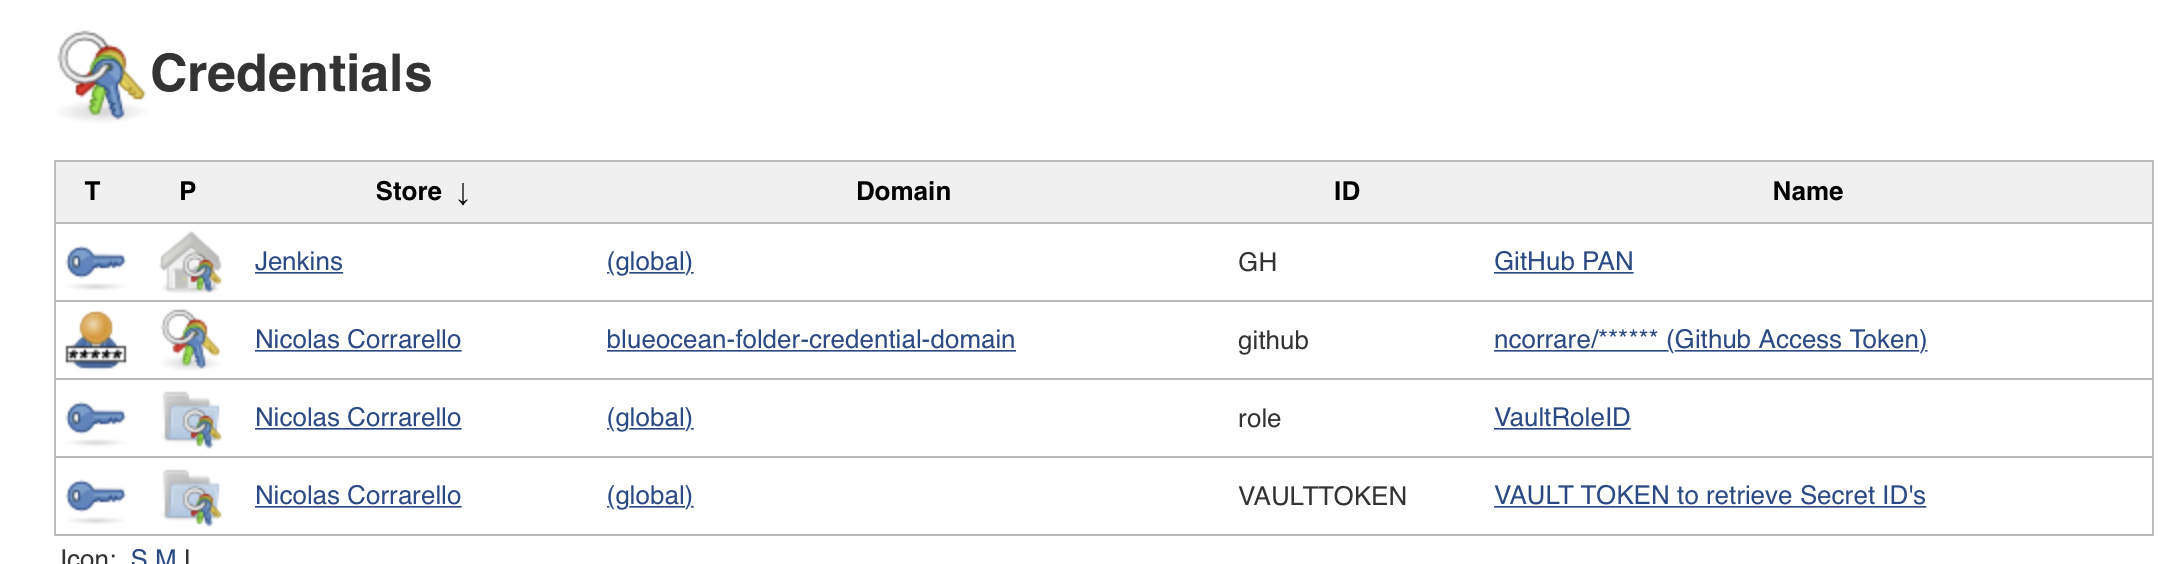 Credentials
T P Store ↓ Domain ID Name
Jenkins (global) GH GitHub PAN
Nicolas Corrarello blueocean-folder-credential-domain github ncorrare/****** (Github Access Token)
Nicolas Corrarello (global) role VaultRoleID
Nicolas Corrarello (global) VAULTTOKEN VAULT TOKEN to retrieve Secret ID's
Icon: S M L